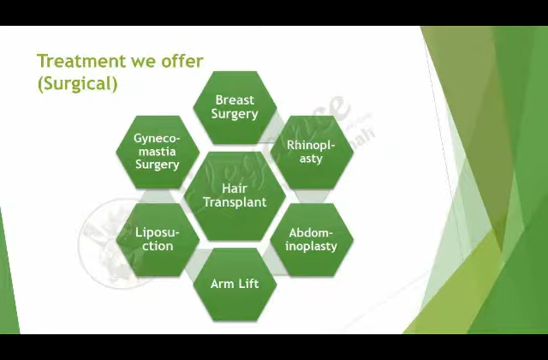 Treatment we offer
(Surgical)
Breast
Surgery
Gyneco-
mastia
Surgery
Rhinopl-
asty
Hair
Transplant
Liposu-
ction
Abdom-
inoplasty
Arm Lift